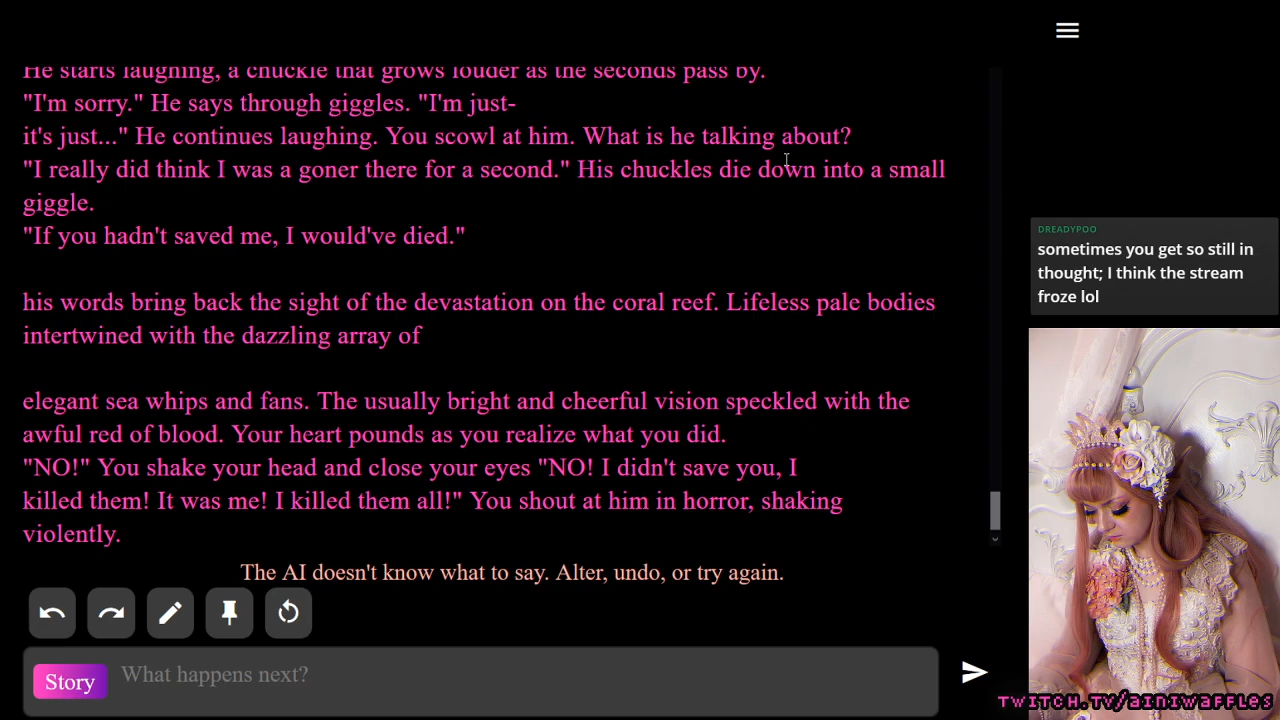 He starts laughing, a chuckle that grows louder as the seconds pass by.
"I'm sorry." He says through giggles. "I'm just-
it's just..." He continues laughing. You scowl at him. What is he talking about?
"I really did think I was a goner there for a second." His chuckles die down into a small
giggle.
"If you hadn't saved me, I would've died."
his words bring back the sight of the devastation on the coral reef. Lifeless pale bodies
intertwined with the dazzling array of
elegant sea whips and fans. The usually bright and cheerful vision speckled with the
awful red of blood. Your heart pounds as you realize what you did.
"NO!" You shake your head and close your eyes "NO! I didn't save you, I
killed them! It was me! I killed them all!" You shout at him in horror, shaking
violently.
The AI doesn't know what to say. Alter, undo, or try again.
Story
What happens next?
DREADYPOO
sometimes you get so still in
thought; I think the stream
froze lol
TWITCH.TV/AINIWAFFLES